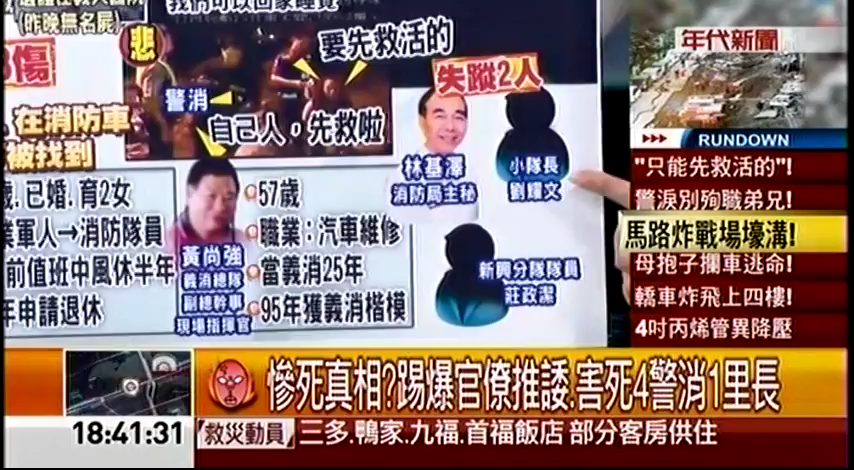 (昨晚無名屍)
我們可以回家睡覺
悲
要先救活的
警消
自己人，先救啦
失蹤2人
傷
在消防車
被找到
林基澤
消防局主秘
小隊長
劉耀文
歲.已婚.育2女
業軍人→消防隊員
前值班中風休半年
年申請退休
黃尚強
義消總隊
副總幹事
現場指揮官
57歲
職業：汽車維修
當義消25年
95年獲義消楷模
新興分隊隊員
莊政潔
年代新聞
RUNDOWN
"只能先救活的"!
警淚別殉職弟兄!
馬路炸戰場壕溝!
母抱子攔車逃命!
轎車炸飛上四樓!
4吋丙烯管異降壓
慘死真相?踢爆官僚推諉.害死4警消1里長
18:41:31
救災動員
三多.鴨家.九福.首福飯店 部分客房供住